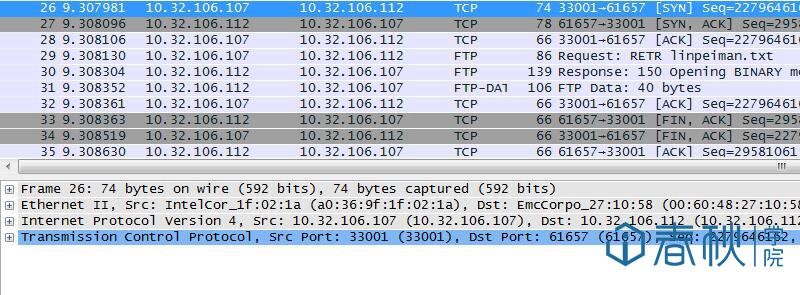 26 9.307981 10.32.106.107 10.32.106.112 TCP 74 33001→61657 [SYN] Seq=22796461
27 9.308096 10.32.106.112 10.32.106.107 TCP 78 61657→33001 [SYN, ACK] Seq=295
28 9.308106 10.32.106.107 10.32.106.112 TCP 66 33001→61657 [ACK] Seq=22796461
29 9.308130 10.32.106.107 10.32.106.112 FTP 86 Request: RETR linpeiman.txt
30 9.308304 10.32.106.112 10.32.106.107 FTP 139 Response: 150 Opening BINARY m
31 9.308352 10.32.106.112 10.32.106.107 FTP-DAT 106 FTP Data: 40 bytes
32 9.308361 10.32.106.107 10.32.106.112 TCP 66 33001→61657 [ACK] Seq=22796461
33 9.308363 10.32.106.112 10.32.106.107 TCP 66 61657→33001 [FIN, ACK] Seq=295
34 9.308519 10.32.106.107 10.32.106.112 TCP 66 33001→61657 [FIN, ACK] Seq=227
35 9.308630 10.32.106.112 10.32.106.107 TCP 66 61657→33001 [ACK] Seq=29581061
Frame 26: 74 bytes on wire (592 bits), 74 bytes captured (592 bits)
Ethernet II, Src: IntelCor_1f:02:1a (a0:36:9f:1f:02:1a), Dst: EmcCorpo_27:10:58 (00:60:48:27:10:58
Internet Protocol Version 4, Src: 10.32.106.107 (10.32.106.107), Dst: 10.32.106.112 (10.32.106.112
Transmission Control Protocol, Src Port: 33001 (33001), Dst Port: 61657 (61657), Seq: 2279646162,
春秋学院